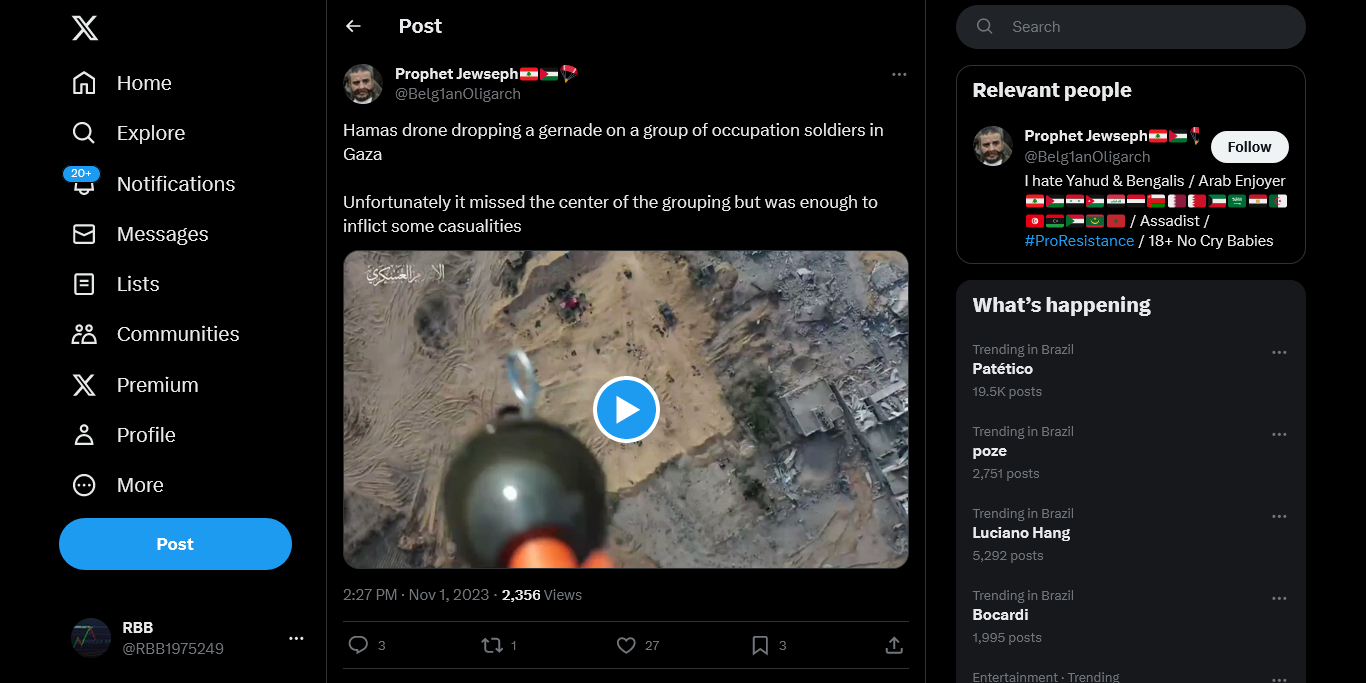 Home
Explore
20+
Notifications
Messages
Lists
Communities
Premium
Profile
More
Post
RBB
@RBB1975249
Post
Prophet Jewseph🇱🇧🇵🇸🪂
@Belg1anOligarch
Hamas drone dropping a gernade on a group of occupation soldiers in
Gaza
Unfortunately it missed the center of the grouping but was enough to
inflict some casualities
العسكري
2:27 PM · Nov 1, 2023 · 2,356 Views
3
1
27
3
Search
Relevant people
Prophet Jewseph🇱🇧🇵🇸🪂
@Belg1anOligarch
Follow
I hate Yahud & Bengalis / Arab Enjoyer
/ Assadist /
#ProResistance / 18+ No Cry Babies
What's happening
Trending in Brazil
Patético
19.5K posts
Trending in Brazil
poze
2,751 posts
Trending in Brazil
Luciano Hang
5,292 posts
Trending in Brazil
Bocardi
1,995 posts
Entertainment · Trending